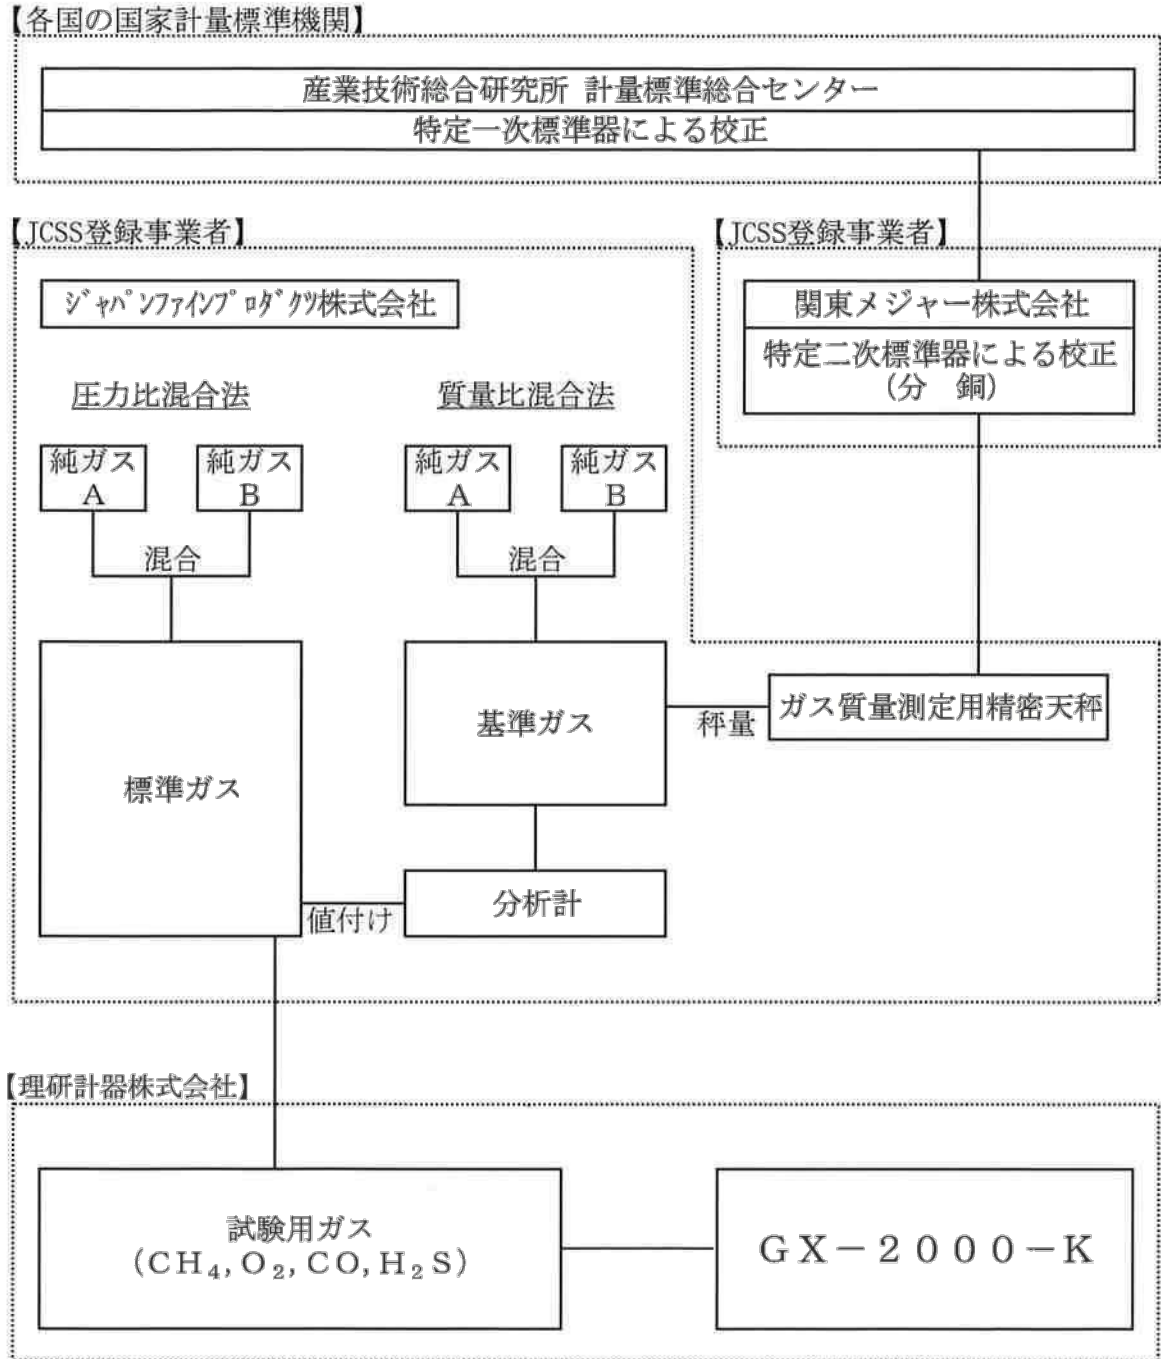 【各国の国家計量標準機関】
産業技術総合研究所 計量標準総合センター
特定一次標準器による校正
【JCSS登録事業者】
【JCSS登録事業者】
ｼﾞｬﾊﾟﾝﾌｧｲﾝﾌﾟﾛﾀﾞｸﾂ株式会社
関東メジャー株式会社
特定二次標準器による校正
(分　銅)
圧力比混合法
質量比混合法
純ガス
A
純ガス
B
純ガス
A
純ガス
B
混合
混合
標準ガス
基準ガス
秤量
ガス質量測定用精密天秤
分析計
値付け
【理研計器株式会社】
試験用ガス
(CH₄, O₂, CO, H₂S)
GX－2000－K